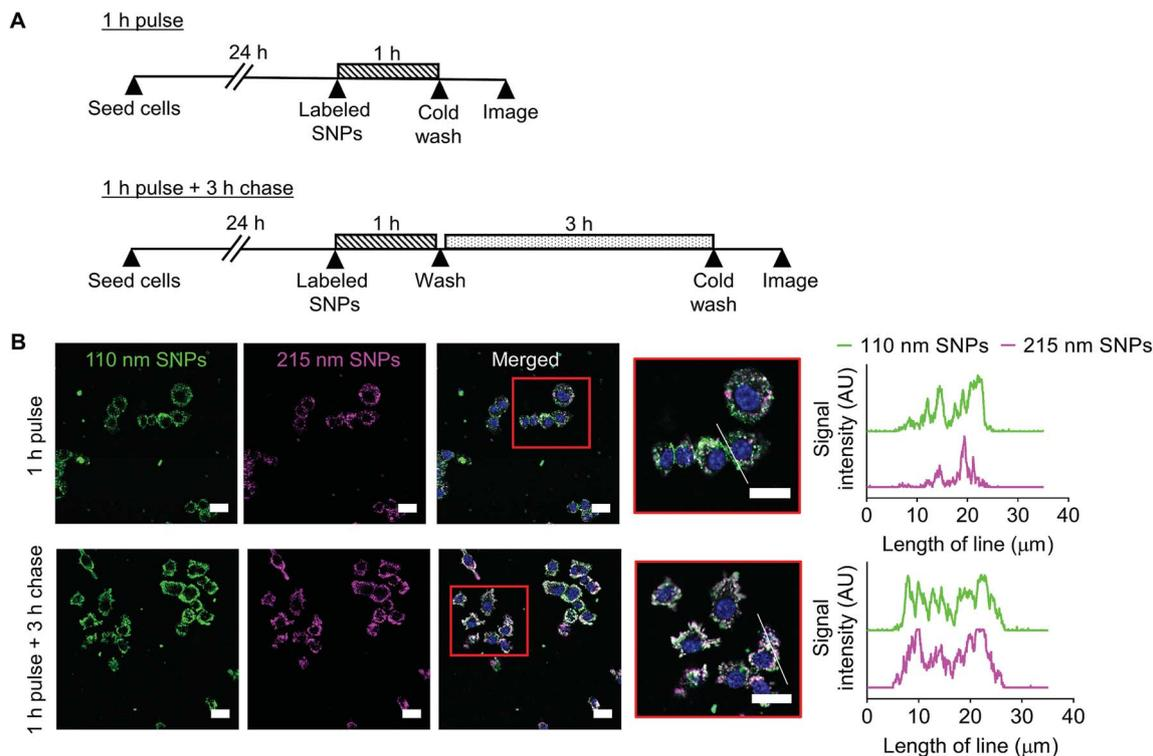 A
1 h pulse
24 h
1 h
Seed cells
Labeled
SNPs
Cold
wash
Image
1 h pulse + 3 h chase
24 h
1 h
3 h
Seed cells
Labeled
SNPs
Wash
Cold
wash
Image
B
110 nm SNPs
215 nm SNPs
Merged
1 h pulse
110 nm SNPs
215 nm SNPs
Signal
intensity (AU)
0 10 20 30 40
Length of line (μm)
1 h pulse + 3 h chase
Signal
intensity (AU)
0 10 20 30 40
Length of line (μm)